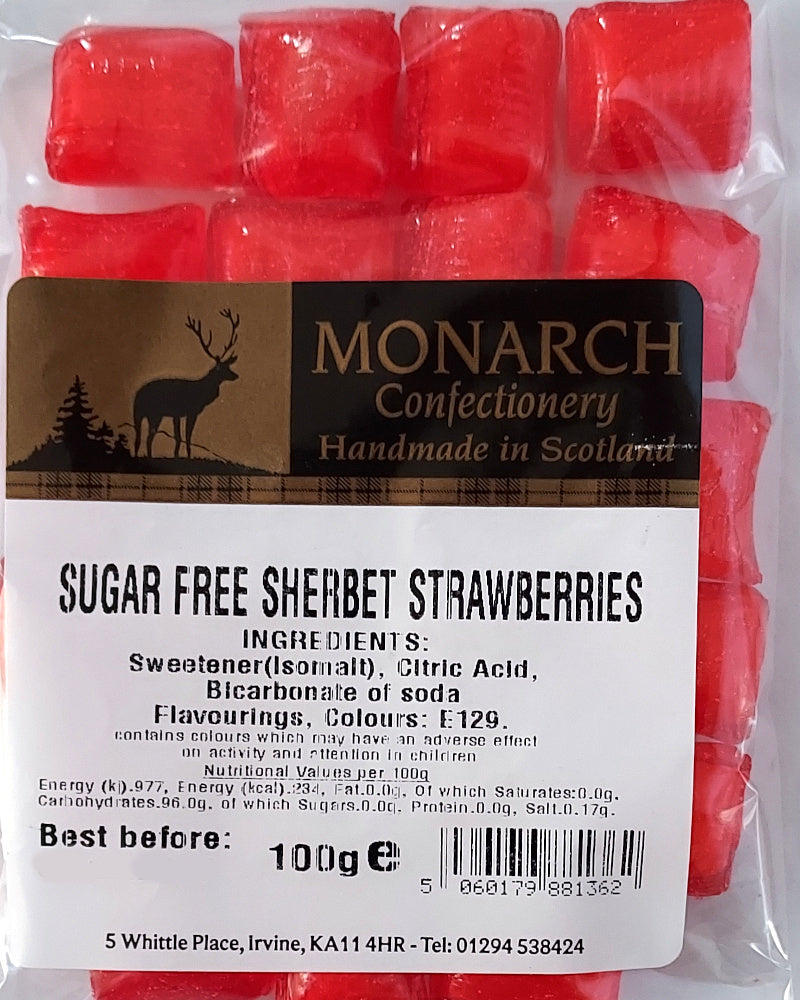 MONARCH
Confectionery
Handmade in Scotland
SUGAR FREE SHERBET STRAWBERRIES
INGREDIENTS:
Sweetener(Isomalt), Citric Acid,
Bicarbonate of soda
Flavourings, Colours: E129.
contains colours which may have an adverse effect
on activity and attention in children
Nutritional Values per 100g
Energy (kj).977, Energy (kcal).234, Fat.0.0g, Of which Saturates:0.0g,
Carbohydrates.96.0g, of which Sugars.0.0g, Protein.0.0g, Salt.0.17g.
Best before:
100g ℮
5 060179 881362
5 Whittle Place, Irvine, KA11 4HR - Tel: 01294 538424